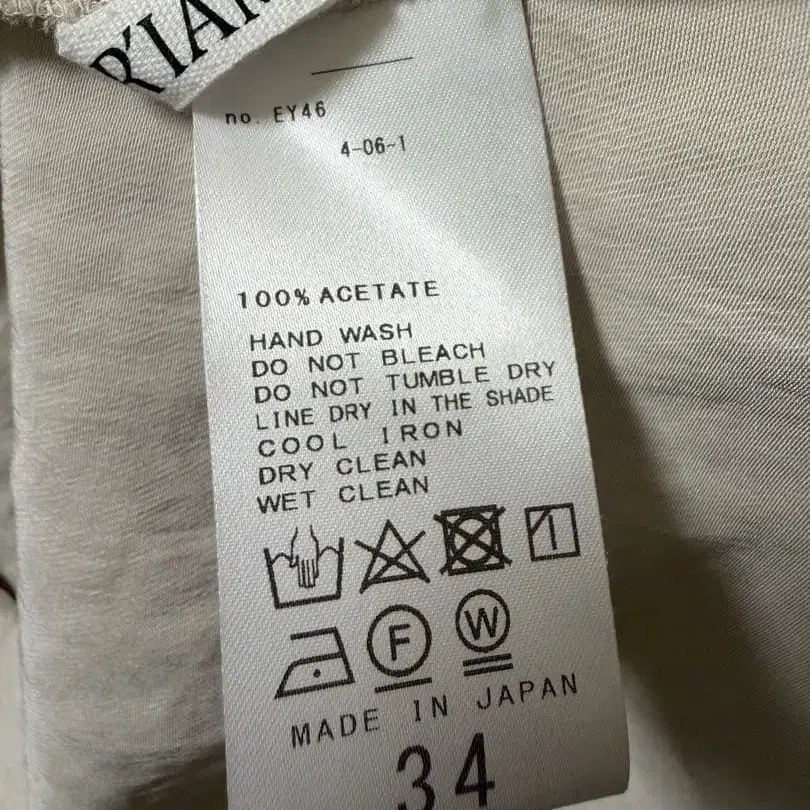 R'IAM
no. EY46
4-06-1
100% ACETATE
HAND WASH
DO NOT BLEACH
DO NOT TUMBLE DRY
LINE DRY IN THE SHADE
COOL IRON
DRY CLEAN
WET CLEAN
F W
MADE IN JAPAN
34